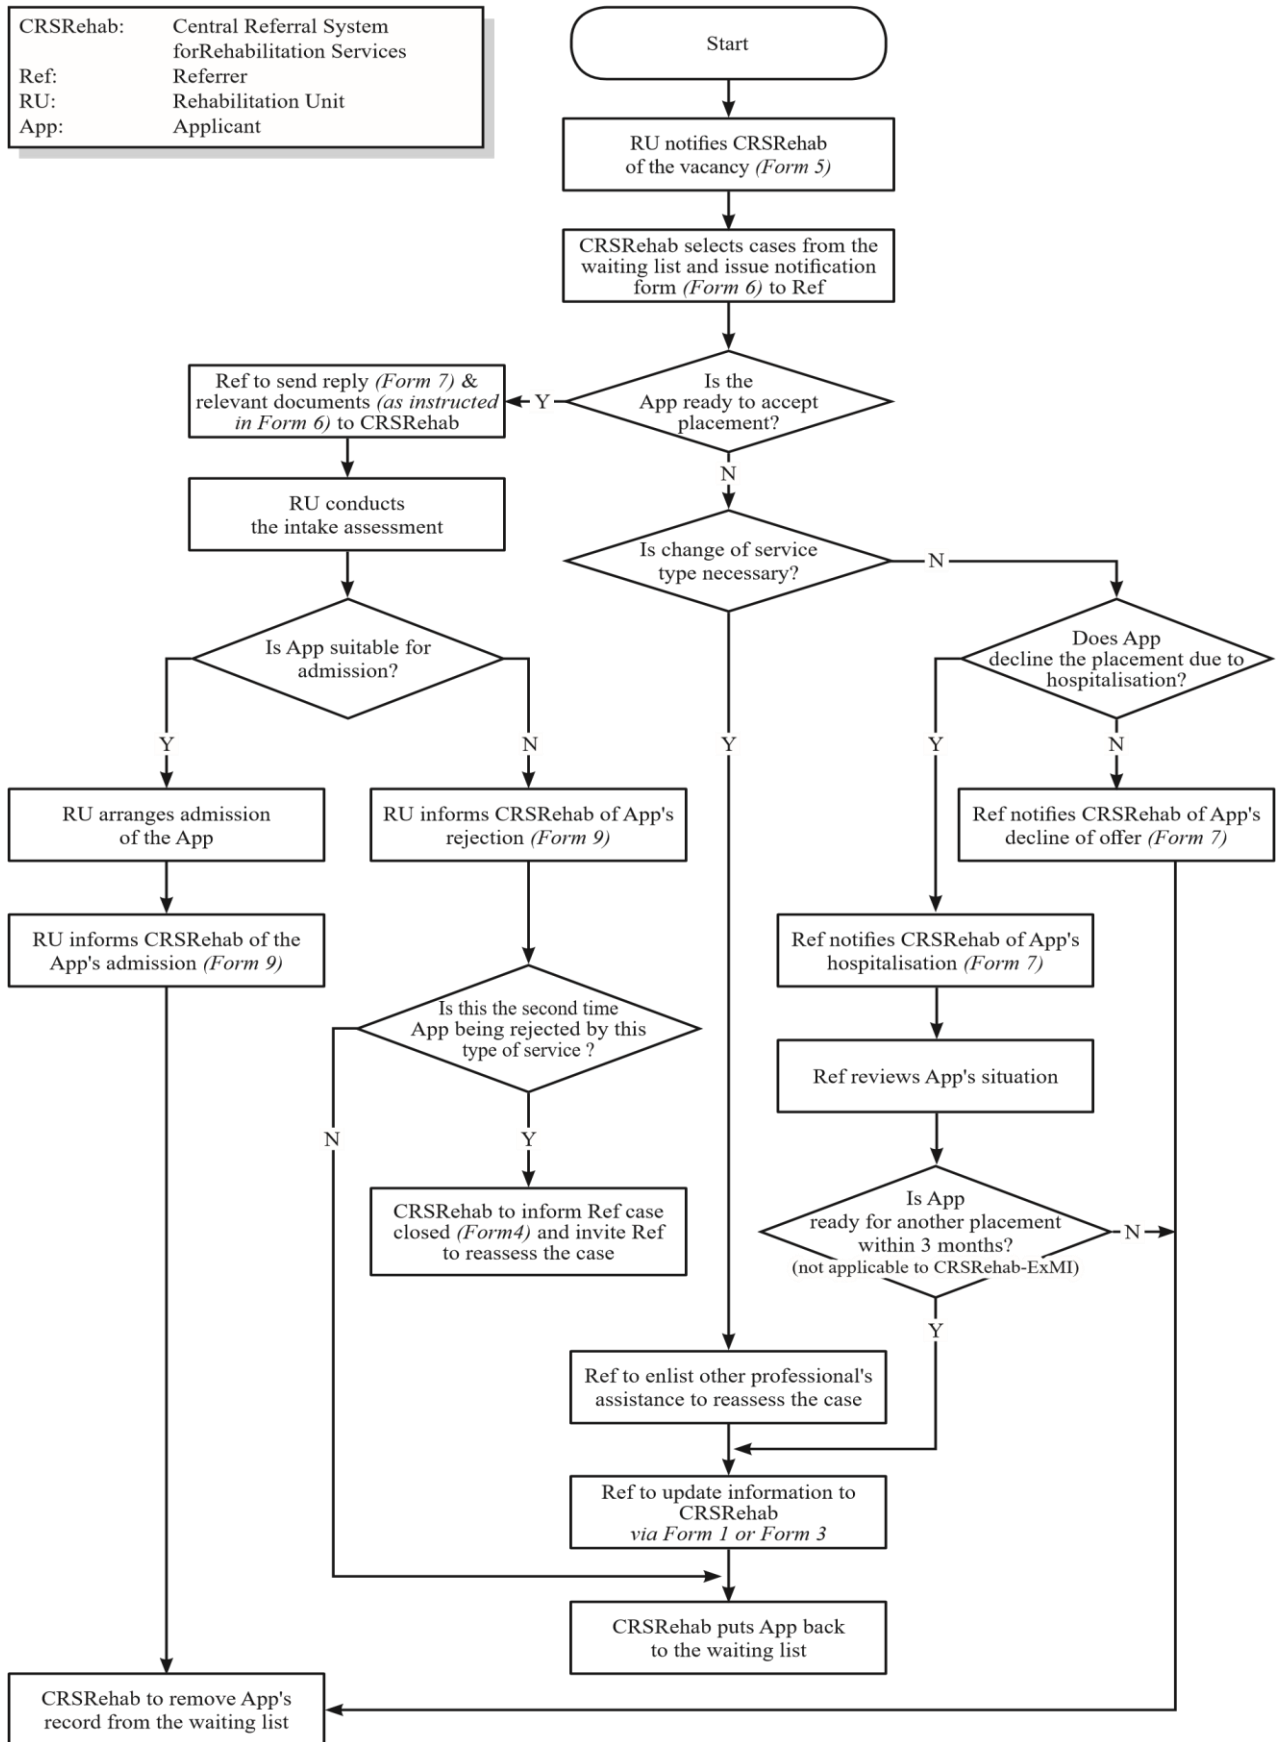 CRSRehab: Central Referral System
forRehabilitation Services
Ref: Referrer
RU: Rehabilitation Unit
App: Applicant
Start
RU notifies CRSRehab
of the vacancy (Form 5)
CRSRehab selects cases from the
waiting list and issue notification
form (Form 6) to Ref
Is the
App ready to accept
placement?
Y
Ref to send reply (Form 7) &
relevant documents (as instructed
in Form 6) to CRSRehab
N
RU conducts
the intake assessment
Is change of service
type necessary?
N
Is App suitable for
admission?
Does App
decline the placement due to
hospitalisation?
Y
N
Y
Y
N
RU arranges admission
of the App
RU informs CRSRehab of App's
rejection (Form 9)
Ref notifies CRSRehab of App's
decline of offer (Form 7)
RU informs CRSRehab of the
App's admission (Form 9)
Ref notifies CRSRehab of App's
hospitalisation (Form 7)
Is this the second time
App being rejected by this
type of service ?
Ref reviews App's situation
N
Y
CRSRehab to inform Ref case
closed (Form4) and invite Ref
to reassess the case
Is App
ready for another placement
within 3 months?
(not applicable to CRSRehab-ExMI)
N
Y
Ref to enlist other professional's
assistance to reassess the case
Ref to update information to
CRSRehab
via Form 1 or Form 3
CRSRehab puts App back
to the waiting list
CRSRehab to remove App's
record from the waiting list